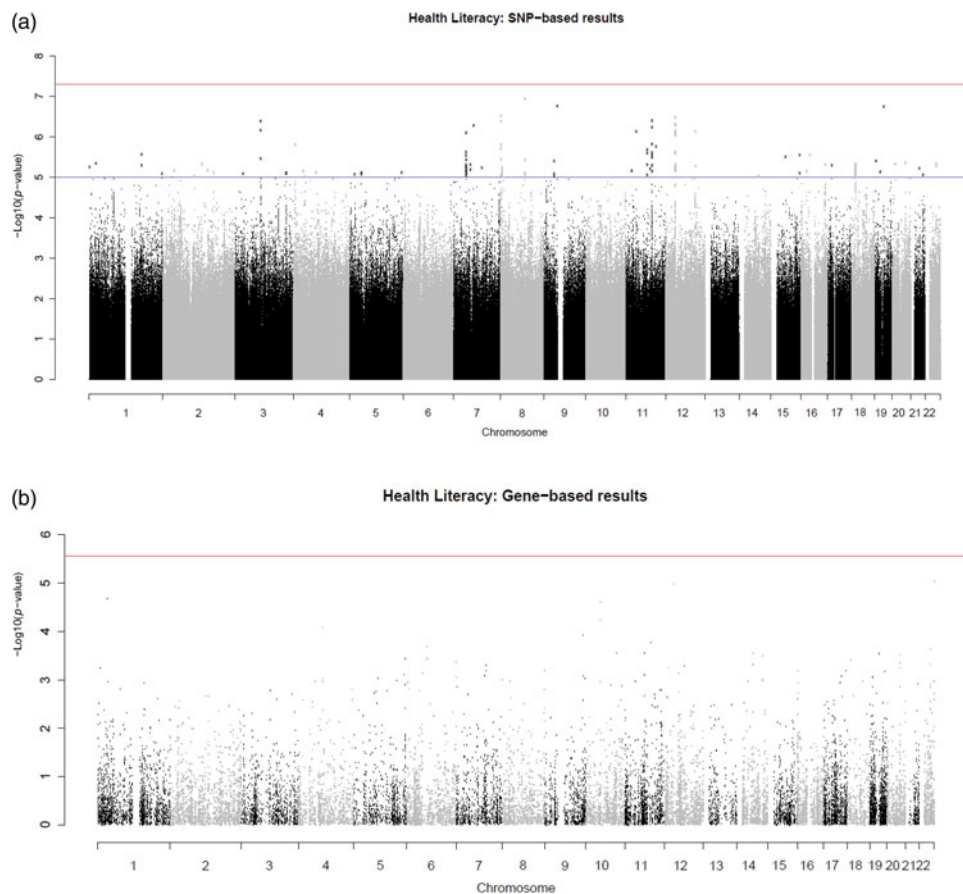 (a)
Health Literacy: SNP-based results
8
7
6
5
4
3
2
1
0
-Log10(p-value)
1 2 3 4 5 6 7 8 9 10 11 12 13 14 15 16 17 18 19 20 21 22
Chromosome
(b)
Health Literacy: Gene-based results
6
5
4
3
2
1
0
-Log10(p-value)
1 2 3 4 5 6 7 8 9 10 11 12 13 14 15 16 17 18 19 20 2122
Chromosome